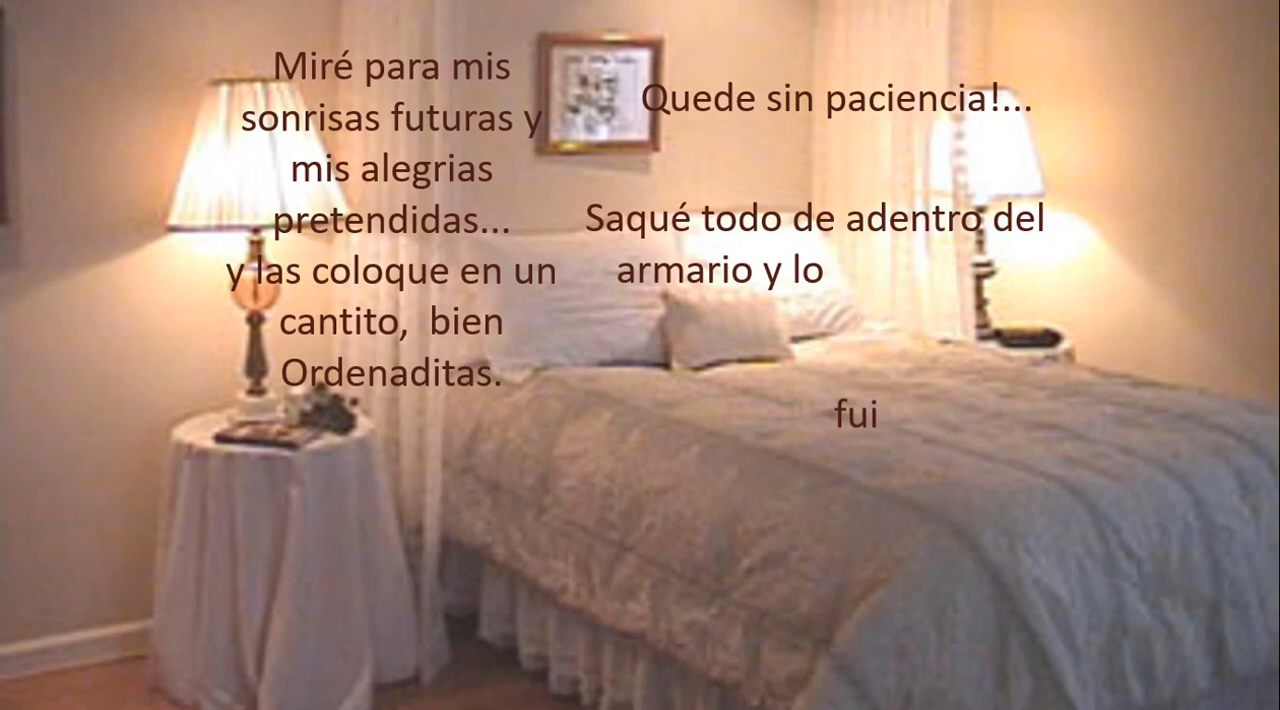 Miré para mis
sonrisas futuras y
mis alegrias
pretendidas...
y las coloque en un
cantito,  bien
Ordenaditas.
Quede sin paciencia!...
Saqué todo de adentro del
armario y lo
fui